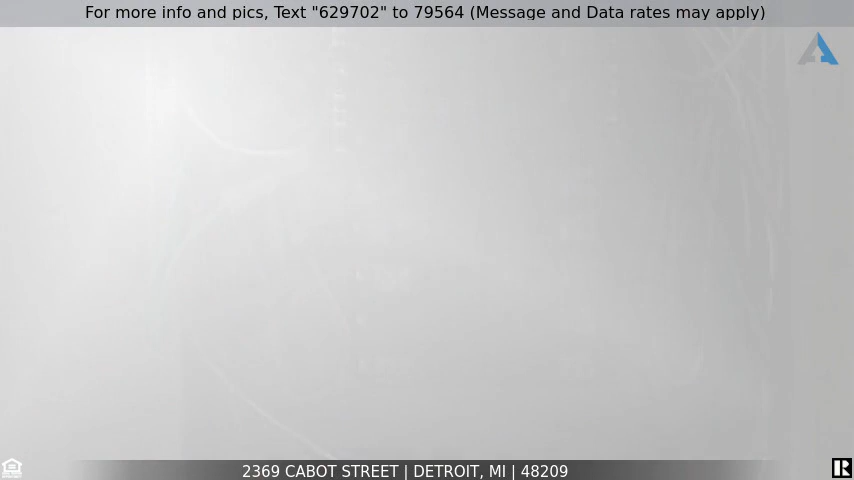 For more info and pics, Text "629702" to 79564 (Message and Data rates may apply)
2369 CABOT STREET | DETROIT, MI | 48209